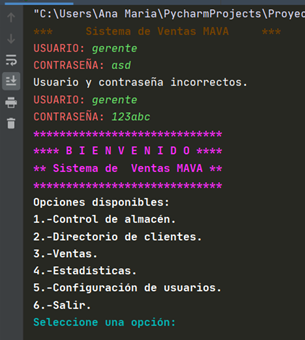 "C:\Users\Ana Maria\PycharmProjects\Proye
*** Sistema de Ventas MAVA ***
USUARIO: gerente
CONTRASEÑA: asd
Usuario y contraseña incorrectos.
USUARIO: gerente
CONTRASEÑA: 123abc
*****************************
**** B I E N V E N I D O ****
** Sistema de  Ventas MAVA **
*****************************
Opciones disponibles:
1.-Control de almacén.
2.-Directorio de clientes.
3.-Ventas.
4.-Estadísticas.
5.-Configuración de usuarios.
6.-Salir.
Seleccione una opción: